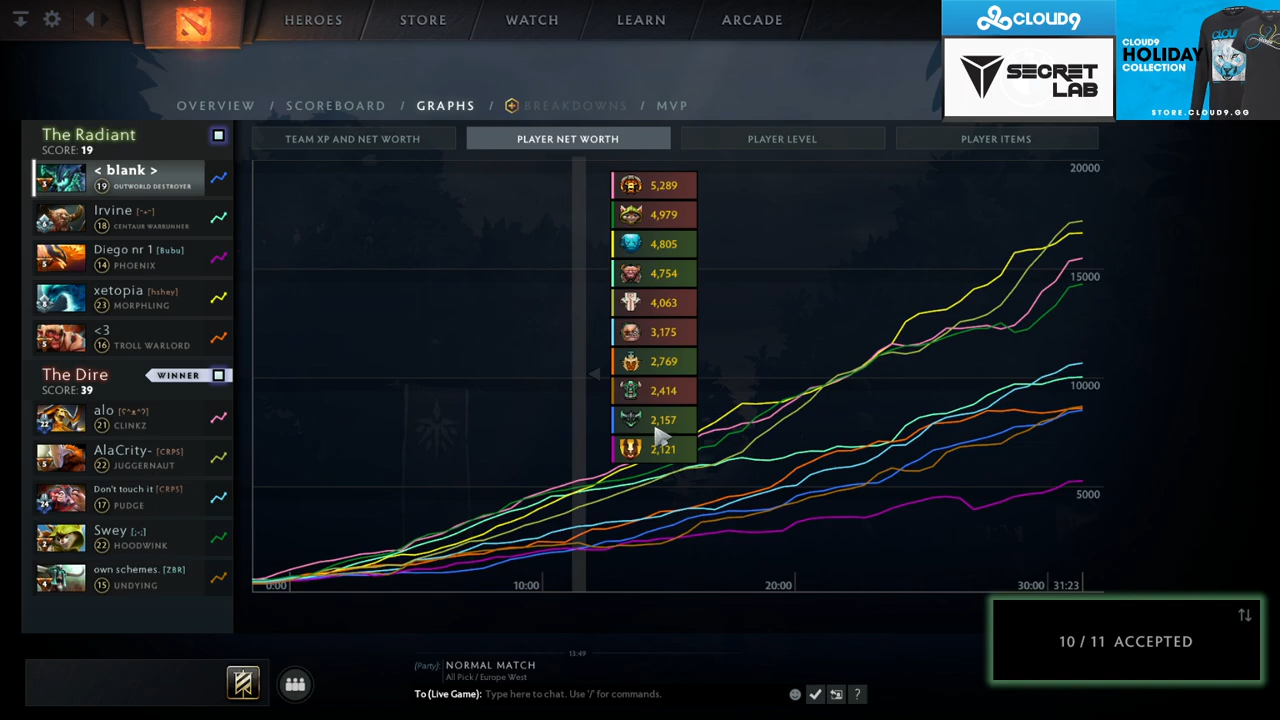 HEROES
STORE
WATCH
LEARN
ARCADE
CLOUD9
SECRET
LAB
CLOUD9
HOLIDAY
COLLECTION
STORE.CLOUD9.GG
OVERVIEW / SCOREBOARD / GRAPHS / BREAKDOWNS / MVP
The Radiant
SCORE: 19
TEAM XP AND NET WORTH
PLAYER NET WORTH
PLAYER LEVEL
PLAYER ITEMS
< blank >
19 OUTWORLD DESTROYER
Irvine
18 CENTAUR WARRUNNER
Diego nr 1 [Bubu]
14 PHOENIX
xetopia [hshey]
23 MORPHLING
<3
16 TROLL WARLORD
The Dire
WINNER
SCORE: 39
alo
21 CLINKZ
AlaCrity- [CRPS]
22 JUGGERNAUT
Don't touch it [CRPS]
17 PUDGE
Swey [;-;]
22 HOODWINK
own schemes. [ZBR]
15 UNDYING
5,289
4,979
4,805
4,754
4,063
3,175
2,769
2,414
2,157
2,121
20000
15000
10000
5000
0:00
10:00
20:00
30:00
31:23
10 / 11 ACCEPTED
13:49
(Party): NORMAL MATCH
All Pick / Europe West
To (Live Game): Type here to chat. Use '/' for commands.
?